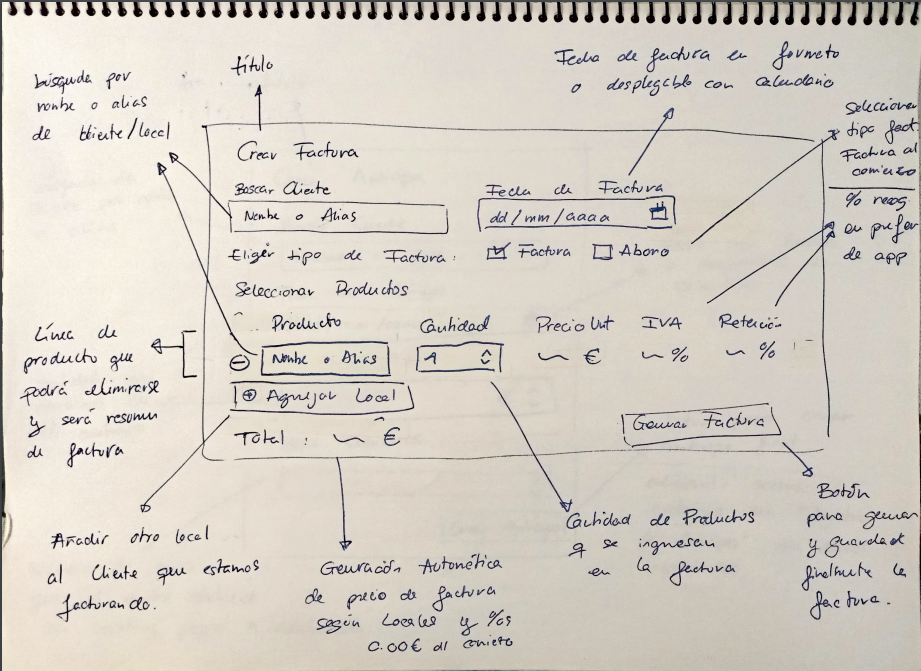 búsqueda por
nombe o alias
de cliente/local
título
Fecha de factura en formato
o desplegable con calendario
Seleccionar
tipo fact
Factura al
comienzo
% recog
en prefer
de app
Crear Factura
Buscar Cliente
Nombe o Alias
Fecha de Factura
dd/mm/aaaa
Eliger tipo de Factura:
Factura
Abono
Seleccionar Productos
Producto
Cantidad
Precio Unt
IVA
Retención
Nombe o Alias
1
€
%
%
Agregar Local
Total :
€
Generar Factura
Línea de
producto que
podrá eliminarse
y será resumen
de factura
Añadir otro local
al Cliente que estamos
facturando.
Generación Automática
de precio de factura
según Locales y %s
0.00€ al comienzo
Cantidad de Productos
q se ingresan
en la factura
Botón
para generar
y guardar
finalmente la
factura.